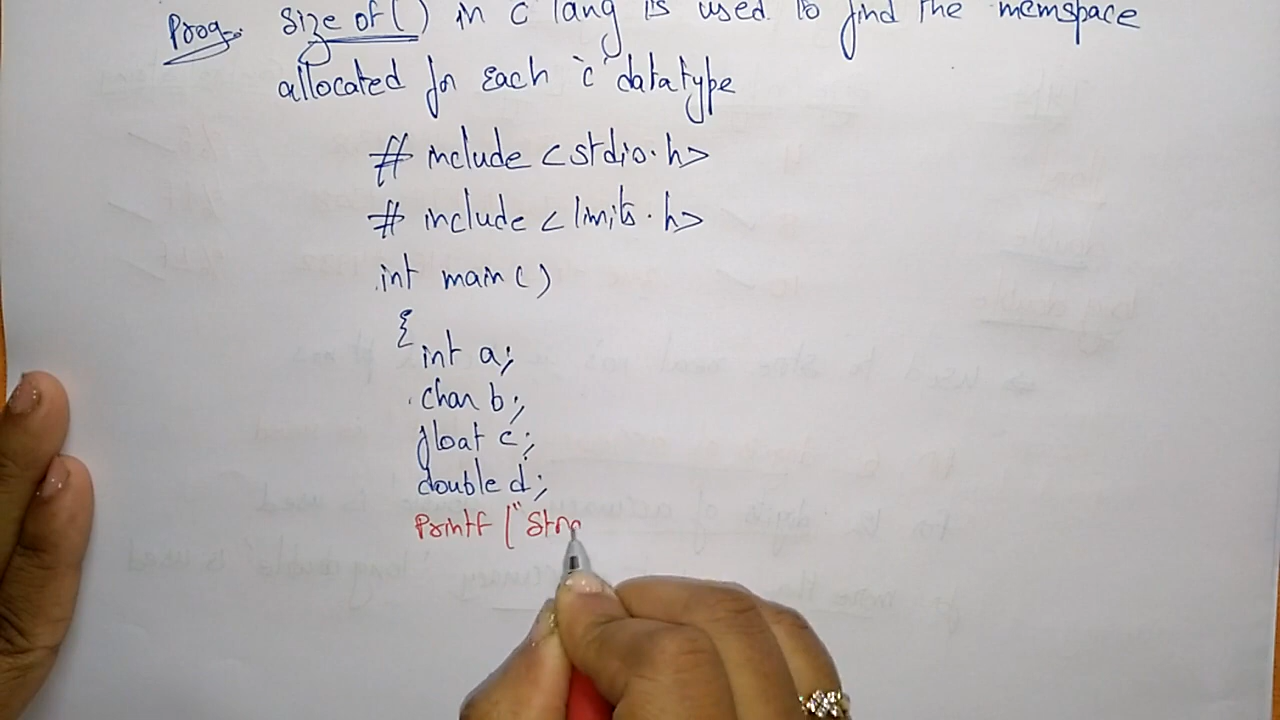 Prog. Size of ( ) in c lang is used to find the memspace
allocated for each 'c' datatype
# include <stdio.h>
# include <limits.h>
int main ( )
{
int a;
char b;
float c;
double d;
Printf ("Stra